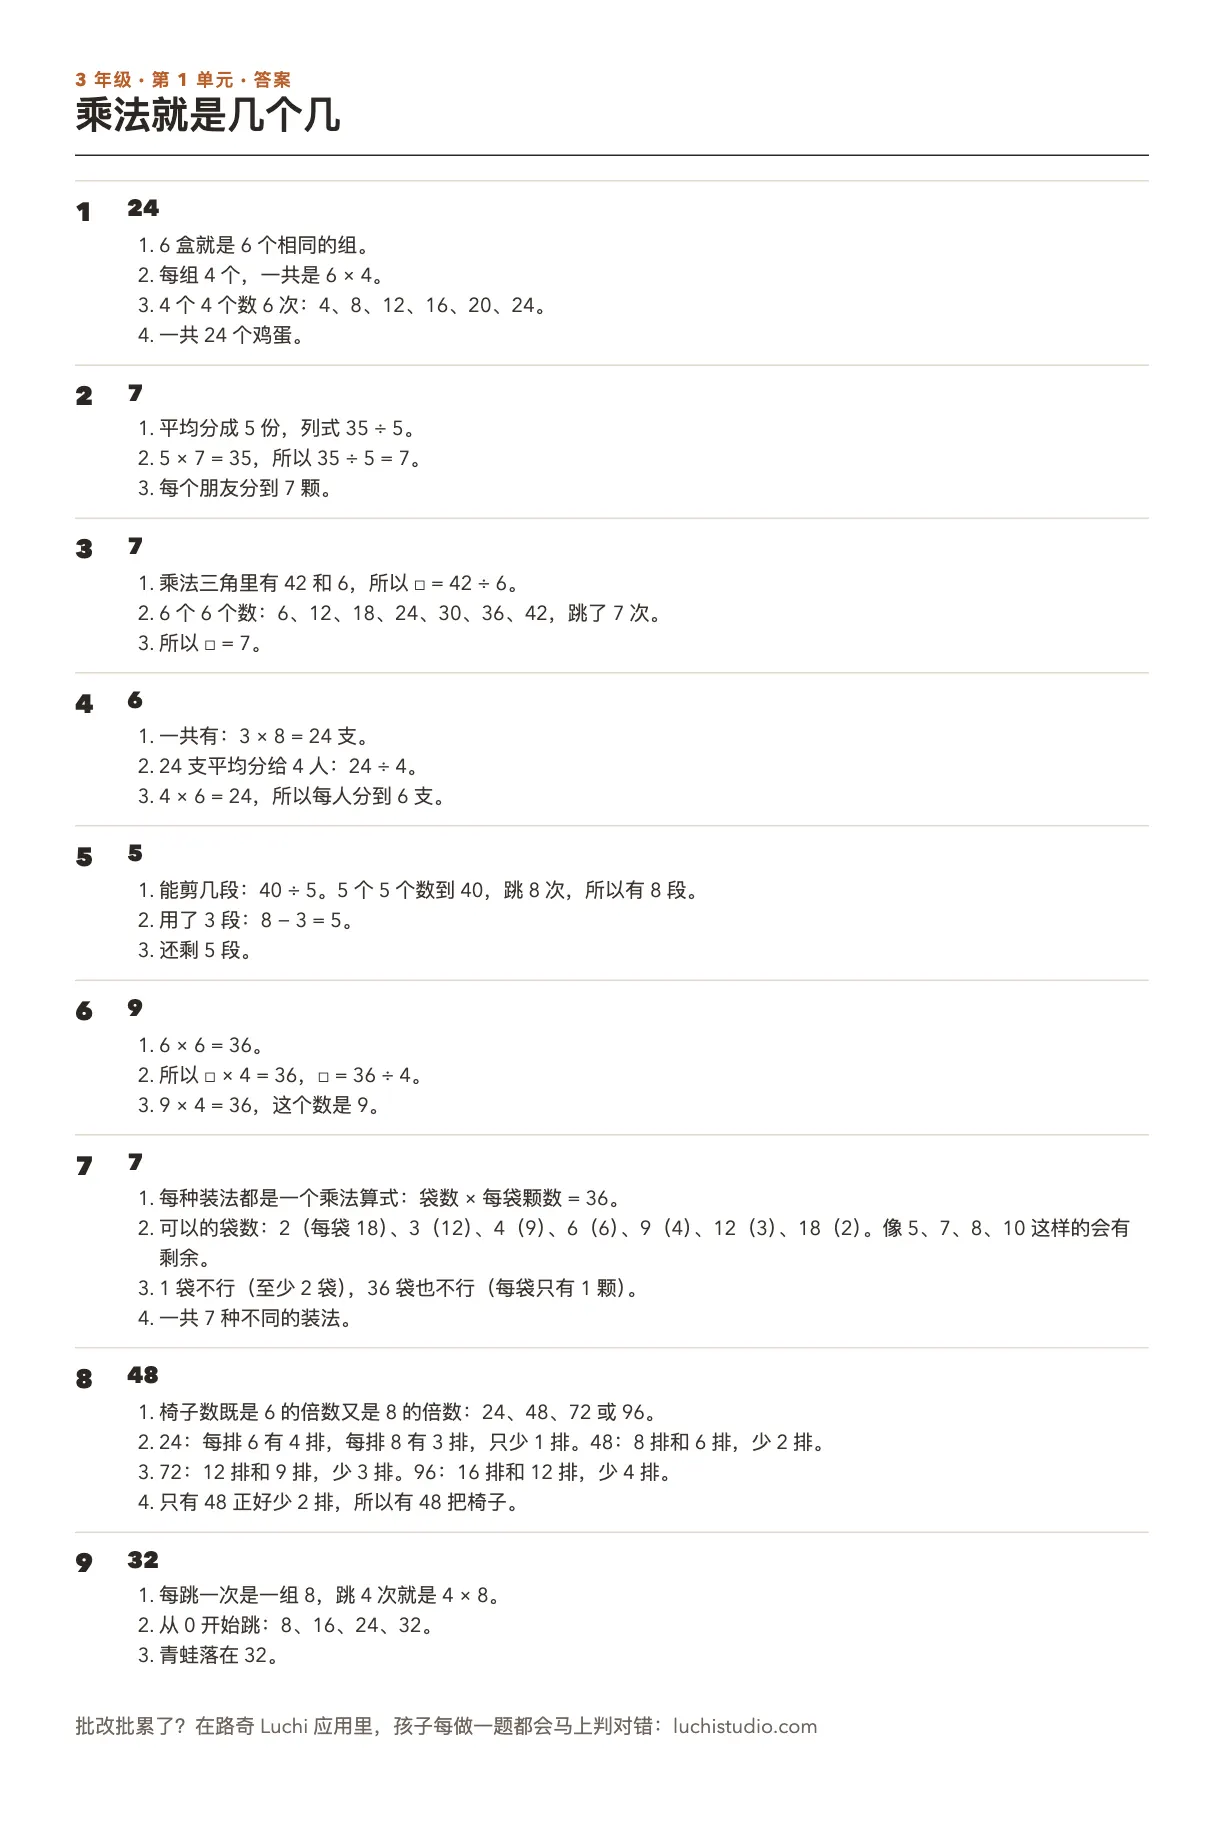 3 年级 · 第 1 单元 · 答案
乘法就是几个几
1 24
1. 6 盒就是 6 个相同的组。
2. 每组 4 个，一共是 6 × 4。
3. 4 个 4 个数 6 次：4、8、12、16、20、24。
4. 一共 24 个鸡蛋。
2 7
1. 平均分成 5 份，列式 35 ÷ 5。
2. 5 × 7 = 35，所以 35 ÷ 5 = 7。
3. 每个朋友分到 7 颗。
3 7
1. 乘法三角里有 42 和 6，所以 □ = 42 ÷ 6。
2. 6 个 6 个数：6、12、18、24、30、36、42，跳了 7 次。
3. 所以 □ = 7。
4 6
1. 一共有：3 × 8 = 24 支。
2. 24 支平均分给 4 人：24 ÷ 4。
3. 4 × 6 = 24，所以每人分到 6 支。
5 5
1. 能剪几段：40 ÷ 5。5 个 5 个数到 40，跳 8 次，所以有 8 段。
2. 用了 3 段：8 − 3 = 5。
3. 还剩 5 段。
6 9
1. 6 × 6 = 36。
2. 所以 □ × 4 = 36，□ = 36 ÷ 4。
3. 9 × 4 = 36，这个数是 9。
7 7
1. 每种装法都是一个乘法算式：袋数 × 每袋颗数 = 36。
2. 可以的袋数：2（每袋 18）、3（12）、4（9）、6（6）、9（4）、12（3）、18（2）。像 5、7、8、10 这样的会有
剩余。
3. 1 袋不行（至少 2 袋），36 袋也不行（每袋只有 1 颗）。
4. 一共 7 种不同的装法。
8 48
1. 椅子数既是 6 的倍数又是 8 的倍数：24、48、72 或 96。
2. 24：每排 6 有 4 排，每排 8 有 3 排，只少 1 排。48：8 排和 6 排，少 2 排。
3. 72：12 排和 9 排，少 3 排。96：16 排和 12 排，少 4 排。
4. 只有 48 正好少 2 排，所以有 48 把椅子。
9 32
1. 每跳一次是一组 8，跳 4 次就是 4 × 8。
2. 从 0 开始跳：8、16、24、32。
3. 青蛙落在 32。
批改批累了？在路奇 Luchi 应用里，孩子每做一题都会马上判对错：luchistudio.com